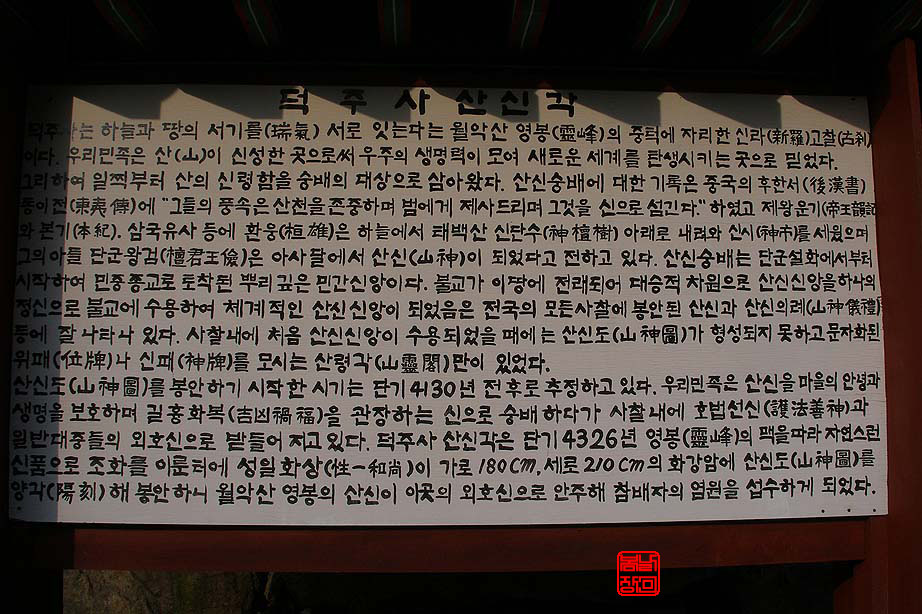 덕주사산신각
덕주사는 하늘과 땅의 서기를(瑞氣) 서로 잇는다는 월악산 영봉(靈峰)의 중턱에 자리한 신라(新羅)고찰(古刹)
이다. 우리민족은 산(山)이 신성한 곳으로써 우주의 생명력이 모여 새로운 세계를 탄생시키는 곳으로 믿었다.
그리하여 일찍부터 산의 신령함을 숭배의 대상으로 삼아왔다. 산신숭배에 대한 기록은 중국의 후한서(後漢書)
동이전(東夷傳)에 "그들의 풍속은 산천을 존중하며 범에게 제사드리며 그것을 신으로 섬긴다." 하였고 제왕운기(帝王韻記)
와 본기(本紀). 삼국유사 등에 환웅(桓雄)은 하늘에서 태백산 신단수(神檀樹) 아래로 내려와 신시(神市)를 세웠으며
그의 아들 단군왕검(檀君王儉)은 아사달에서 산신(山神)이 되었다고 전하고 있다. 산신숭배는 단군설화에서부터
시작하여 민중종교로 토착된 뿌리 깊은 민간신앙이다. 불교가 이땅에 전래되어 대승적 차원으로 산신신앙을 하나의
정신으로 불교에 수용하여 체계적인 산신신앙이 되었음은 전국의 모든사찰에 봉안된 산신과 산신의례(山神儀禮)
등에 잘 나타나 있다. 사찰내에 처음 산신신앙이 수용되었을 때에는 산신도(山神圖)가 형성되지 못하고 문자화된
위패(位牌)나 신패(神牌)를 모시는 산령각(山靈閣)만이 있었다.
산신도(山神圖)를 봉안하기 시작한 시기는 단기 4130년 전후로 추정하고 있다. 우리민족은 산신을 마을의 안녕과
생명을 보호하며 길흉화복(吉凶禍福)을 관장하는 신으로 숭배하다가 사찰내에 호법선신(護法善神)과
일반대중들의 외호신으로 받들어 지고 있다. 덕주사 산신각은 단기 4326년 영봉(靈峰)의 맥을따라 자연스런
신품으로 조화를 이룬터에 성일화상(性一和尚)이 가로 180cm, 세로 210cm의 화강암에 산신도(山神圖)를
양각(陽刻)해 봉안하니 월악산 영봉의 산신이 이곳의 외호신으로 안주해 참배자의 염원을 섭수하게 되었다.